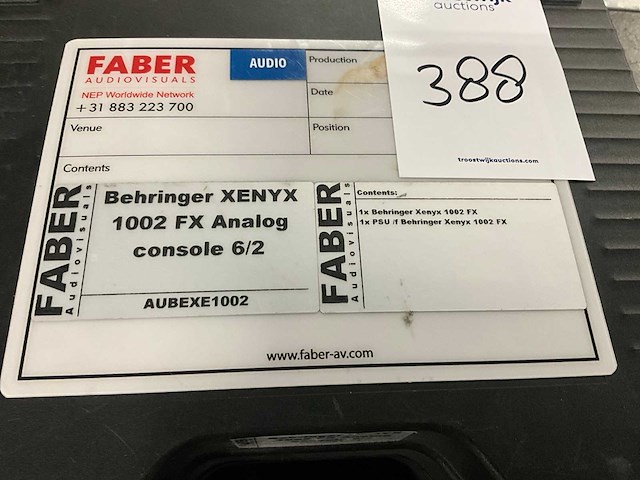 auctions
388
troostwijkauctions.com
FABER
AUDIOVISUALS
NEP Worldwide Network
+31 883 223 700
AUDIO
Production
Date
Venue
Position
Contents
FABER
Audiovisuals
Behringer XENYX
1002 FX Analog
console 6/2
AUBEXE1002
FABER
Audiovisuals
Contents:
1x Behringer Xenyx 1002 FX
1x PSU /f Behringer Xenyx 1002 FX
www.faber-av.com